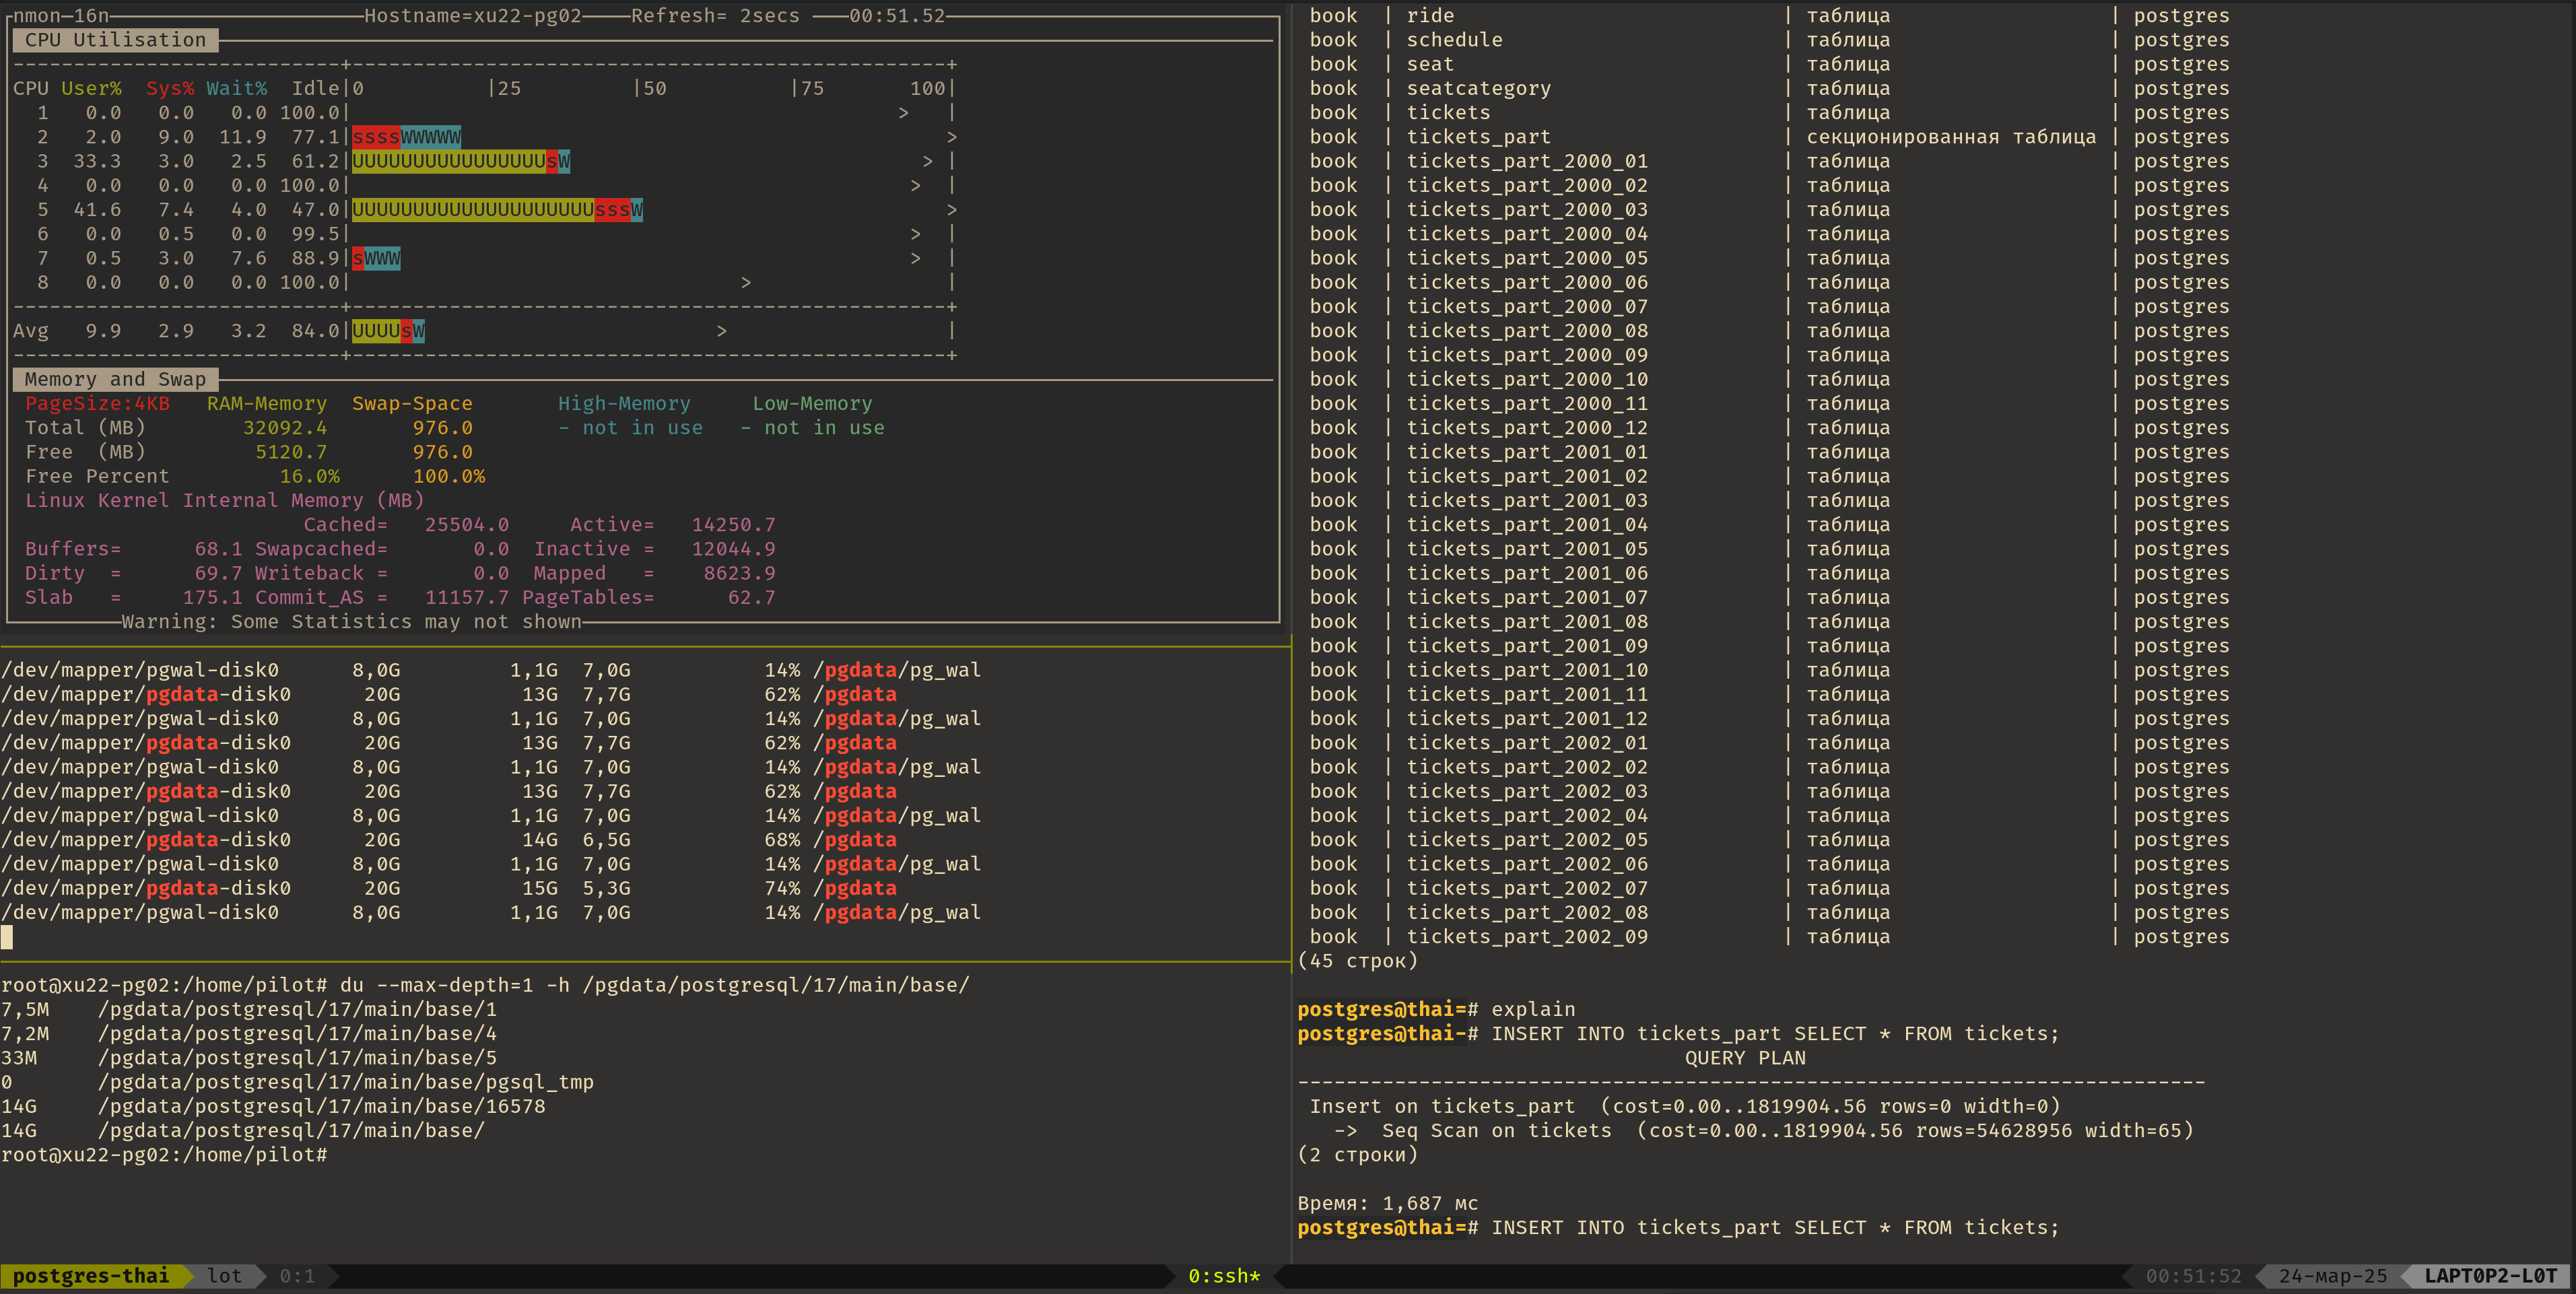 nmon-16n Hostname=xu22-pg02 Refresh= 2secs 00:51.52
CPU Utilisation
---------------------------+-------------------------------------------------+
CPU User% Sys% Wait% Idle|0 |25 |50 |75 100|
1 0.0 0.0 0.0 100.0| > |
2 2.0 9.0 11.9 77.1|ssssWWWWW >
3 33.3 3.0 2.5 61.2|UUUUUUUUUUUUUUUUsW > |
4 0.0 0.0 0.0 100.0| > |
5 41.6 7.4 4.0 47.0|UUUUUUUUUUUUUUUUUUUUsssW >
6 0.0 0.5 0.0 99.5| > |
7 0.5 3.0 7.6 88.9|sWWW > |
8 0.0 0.0 0.0 100.0| > |
---------------------------+-------------------------------------------------+
Avg 9.9 2.9 3.2 84.0|UUUUsW > |
---------------------------+-------------------------------------------------+
Memory and Swap
PageSize:4KB RAM-Memory Swap-Space High-Memory Low-Memory
Total (MB) 32092.4 976.0 - not in use - not in use
Free (MB) 5120.7 976.0
Free Percent 16.0% 100.0%
Linux Kernel Internal Memory (MB)
Cached= 25504.0 Active= 14250.7
Buffers= 68.1 Swapcached= 0.0 Inactive = 12044.9
Dirty = 69.7 Writeback = 0.0 Mapped = 8623.9
Slab = 175.1 Commit_AS = 11157.7 PageTables= 62.7
Warning: Some Statistics may not shown
/dev/mapper/pgwal-disk0 8,0G 1,1G 7,0G 14% /pgdata/pg_wal
/dev/mapper/pgdata-disk0 20G 13G 7,7G 62% /pgdata
/dev/mapper/pgwal-disk0 8,0G 1,1G 7,0G 14% /pgdata/pg_wal
/dev/mapper/pgdata-disk0 20G 13G 7,7G 62% /pgdata
/dev/mapper/pgwal-disk0 8,0G 1,1G 7,0G 14% /pgdata/pg_wal
/dev/mapper/pgdata-disk0 20G 13G 7,7G 62% /pgdata
/dev/mapper/pgwal-disk0 8,0G 1,1G 7,0G 14% /pgdata/pg_wal
/dev/mapper/pgdata-disk0 20G 14G 6,5G 68% /pgdata
/dev/mapper/pgwal-disk0 8,0G 1,1G 7,0G 14% /pgdata/pg_wal
/dev/mapper/pgdata-disk0 20G 15G 5,3G 74% /pgdata
/dev/mapper/pgwal-disk0 8,0G 1,1G 7,0G 14% /pgdata/pg_wal
root@xu22-pg02:/home/pilot# du --max-depth=1 -h /pgdata/postgresql/17/main/base/
7,5M /pgdata/postgresql/17/main/base/1
7,2M /pgdata/postgresql/17/main/base/4
33M /pgdata/postgresql/17/main/base/5
0 /pgdata/postgresql/17/main/base/pgsql_tmp
14G /pgdata/postgresql/17/main/base/16578
14G /pgdata/postgresql/17/main/base/
root@xu22-pg02:/home/pilot#
book | ride | таблица | postgres
book | schedule | таблица | postgres
book | seat | таблица | postgres
book | seatcategory | таблица | postgres
book | tickets | таблица | postgres
book | tickets_part | секционированная таблица | postgres
book | tickets_part_2000_01 | таблица | postgres
book | tickets_part_2000_02 | таблица | postgres
book | tickets_part_2000_03 | таблица | postgres
book | tickets_part_2000_04 | таблица | postgres
book | tickets_part_2000_05 | таблица | postgres
book | tickets_part_2000_06 | таблица | postgres
book | tickets_part_2000_07 | таблица | postgres
book | tickets_part_2000_08 | таблица | postgres
book | tickets_part_2000_09 | таблица | postgres
book | tickets_part_2000_10 | таблица | postgres
book | tickets_part_2000_11 | таблица | postgres
book | tickets_part_2000_12 | таблица | postgres
book | tickets_part_2001_01 | таблица | postgres
book | tickets_part_2001_02 | таблица | postgres
book | tickets_part_2001_03 | таблица | postgres
book | tickets_part_2001_04 | таблица | postgres
book | tickets_part_2001_05 | таблица | postgres
book | tickets_part_2001_06 | таблица | postgres
book | tickets_part_2001_07 | таблица | postgres
book | tickets_part_2001_08 | таблица | postgres
book | tickets_part_2001_09 | таблица | postgres
book | tickets_part_2001_10 | таблица | postgres
book | tickets_part_2001_11 | таблица | postgres
book | tickets_part_2001_12 | таблица | postgres
book | tickets_part_2002_01 | таблица | postgres
book | tickets_part_2002_02 | таблица | postgres
book | tickets_part_2002_03 | таблица | postgres
book | tickets_part_2002_04 | таблица | postgres
book | tickets_part_2002_05 | таблица | postgres
book | tickets_part_2002_06 | таблица | postgres
book | tickets_part_2002_07 | таблица | postgres
book | tickets_part_2002_08 | таблица | postgres
book | tickets_part_2002_09 | таблица | postgres
(45 строк)
postgres@thai=# explain
postgres@thai-# INSERT INTO tickets_part SELECT * FROM tickets;
QUERY PLAN
---------------------------------------------------------------------------
Insert on tickets_part (cost=0.00..1819904.56 rows=0 width=0)
-> Seq Scan on tickets (cost=0.00..1819904.56 rows=54628956 width=65)
(2 строки)
Время: 1,687 мс
postgres@thai=# INSERT INTO tickets_part SELECT * FROM tickets;
postgres-thai lot 0:1 0:ssh* 00:51:52 24-мар-25 LAPT0P2-L0T